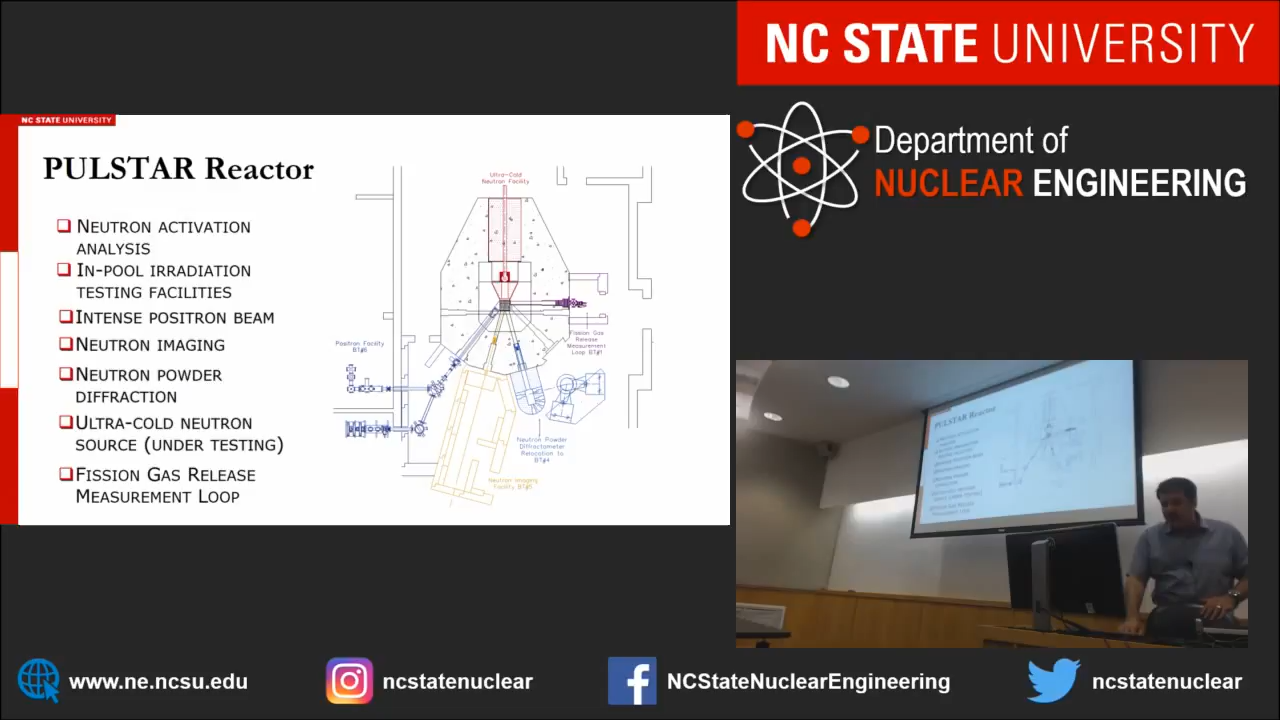 NC STATE UNIVERSITY
Department of
NUCLEAR ENGINEERING
NC STATE UNIVERSITY
PULSTAR Reactor
NEUTRON ACTIVATION
ANALYSIS
IN-POOL IRRADIATION
TESTING FACILITIES
INTENSE POSITRON BEAM
NEUTRON IMAGING
NEUTRON POWDER
DIFFRACTION
ULTRA-COLD NEUTRON
SOURCE (UNDER TESTING)
FISSION GAS RELEASE
MEASUREMENT LOOP
Ultra-Cold
Neutron Facility
Fission Gas
Release
Measurement
Loop BT#1
Positron Facility
BT#6
Neutron Powder
Diffractometer
Relocation to
BT#4
Neutron Imaging
Facility BT#5
PULSTAR Reactor
www.ne.ncsu.edu
ncstatenuclear
NCStateNuclearEngineering
ncstatenuclear